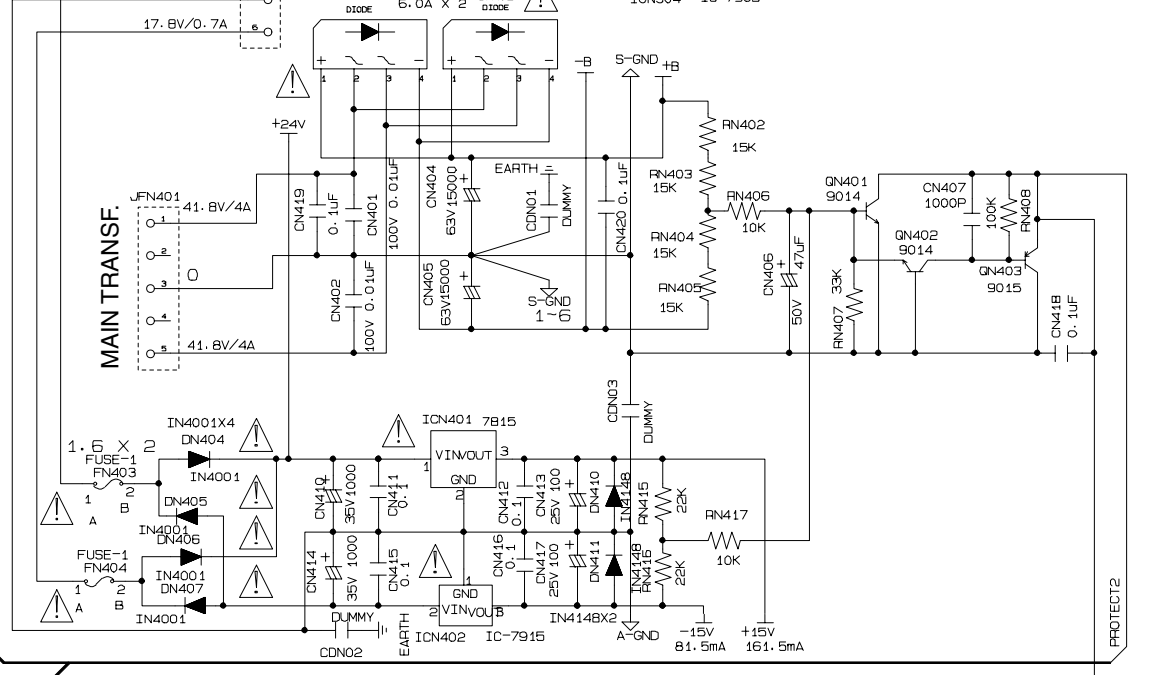 6.0A X 2
17.8V/0.7A
6
DIODE
DIODE
+
-
1
2
3
4
+
-
1
2
3
4
-B
S-GND
+B
+24V
RN402
15K
RN403
15K
RN406
10K
RN404
15K
RN405
15K
EARTH
CDN01
DUMMY
S-GND
1~6
CN420 0.1uF
CN404
63V15000
CN405
63V15000
CN419
0.1uF
CN401
100V 0.01uF
CN402
100V 0.01uF
JFN401
1
2
3
4
5
41.8V/4A
0
41.8V/4A
MAIN TRANSF.
QN401
9014
QN402
9014
QN403
9015
CN407
1000P
100K
RN408
CN406
47uF
50V
RN407 33K
CN418
0.1uF
CDN03
DUMMY
1.6 X 2
FUSE-1
FN403
1
2
A
B
IN4001X4
DN404
IN4001
DN405
IN4001
DN406
IN4001
DN407
IN4001
FUSE-1
FN404
1
2
A
B
CN410
35V1000
CN411
0.1
CN414
35V 1000
CN415
0.1
ICN401 7815
VIN
VOUT
GND
1
2
3
CN412
0.1
CN413
25V 100
DN410
IN4148
RN415
22K
RN417
10K
CN416
0.1
CN417
25V 100
DN411
IN4148
RN416
22K
1
GND
VIN
VOUT
2
3
ICN402 IC-7915
IN4148X2
A-GND
-15V
81.5mA
+15V
161.5mA
DUMMY
CDN02
EARTH
PROTECT2